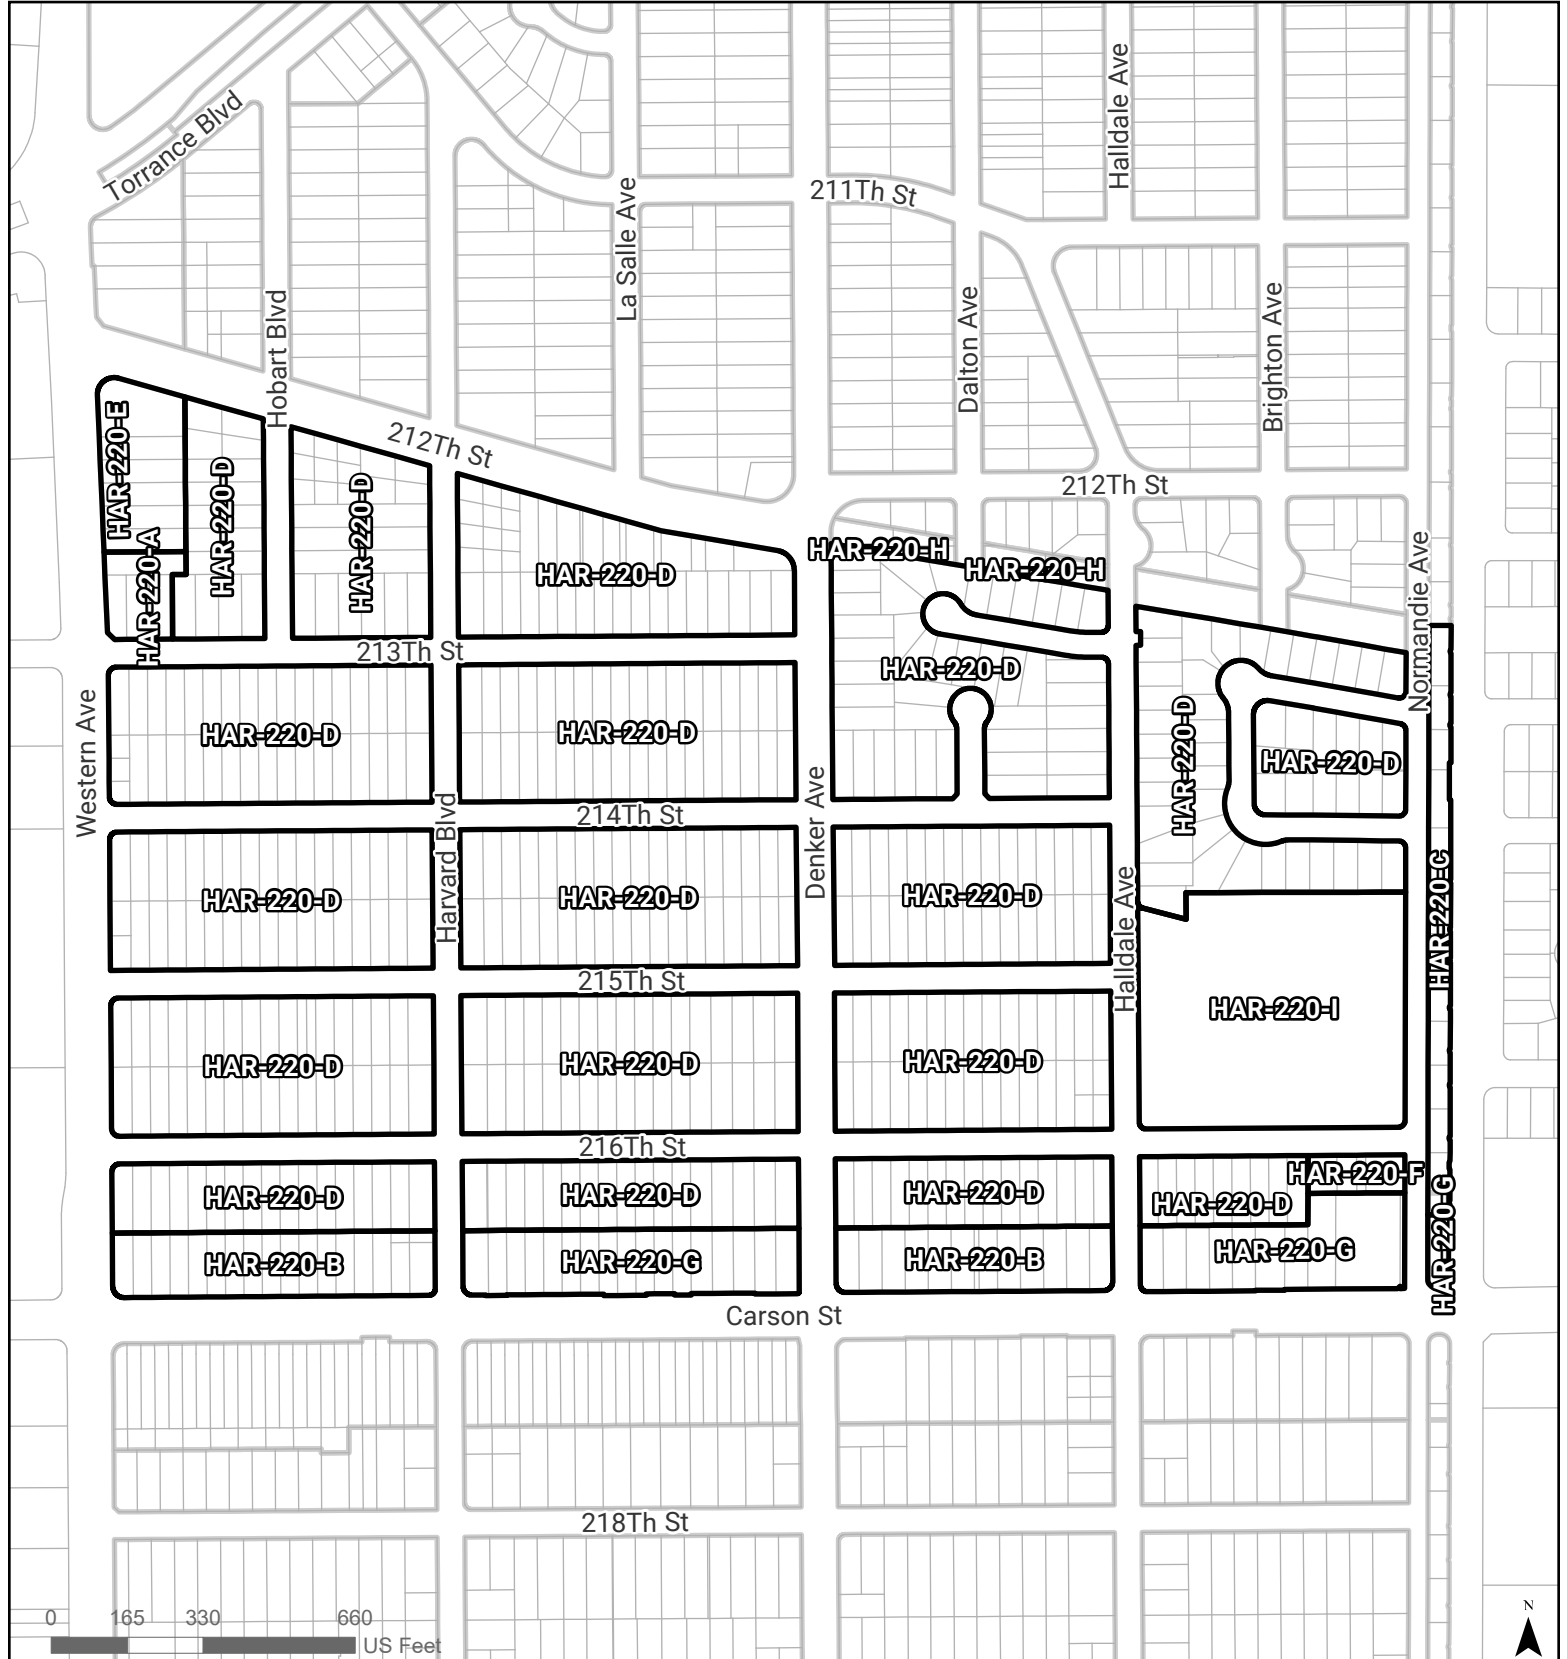 Halldale Ave
Torrance Blvd
211Th St
La Salle Ave
Hobart Blvd
Dalton Ave
Brighton Ave
212Th St
212Th St
HAR-220-E
HAR-220-D
HAR-220-D
HAR-220-A
HAR-220-D
HAR-220-H
HAR-220-H
Normandie Ave
213Th St
HAR-220-D
Western Ave
HAR-220-D
HAR-220-D
HAR-220-D
HAR-220-D
214Th St
Denker Ave
Harvard Blvd
HAR-220-D
HAR-220-D
HAR-220-D
Halldale Ave
HAR-220-C
215Th St
HAR-220-I
HAR-220-D
HAR-220-D
HAR-220-D
216Th St
HAR-220-F
HAR-220-D
HAR-220-D
HAR-220-D
HAR-220-D
HAR-220-G
HAR-220-B
HAR-220-G
HAR-220-B
HAR-220-G
Carson St
218Th St
0 165 330 660
US Feet
N